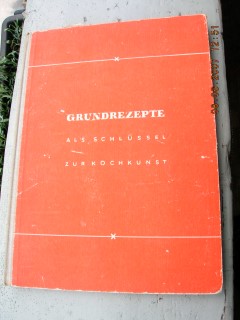 GRUNDREZEPTE
ALS SCHLÜSSEL
ZUR KOCHKUNST